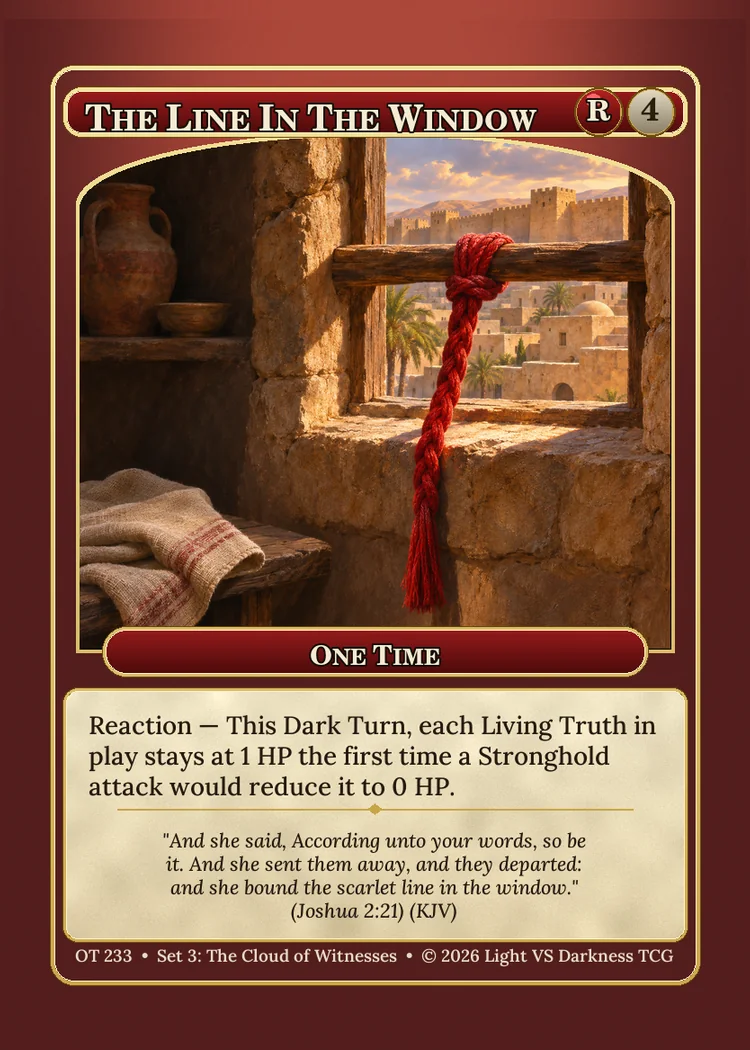 The Line In The Window R 4
One Time
Reaction — This Dark Turn, each Living Truth in
play stays at 1 HP the first time a Stronghold
attack would reduce it to 0 HP.
"And she said, According unto your words, so be
it. And she sent them away, and they departed:
and she bound the scarlet line in the window."
(Joshua 2:21) (KJV)
OT 233 • Set 3: The Cloud of Witnesses • © 2026 Light VS Darkness TCG